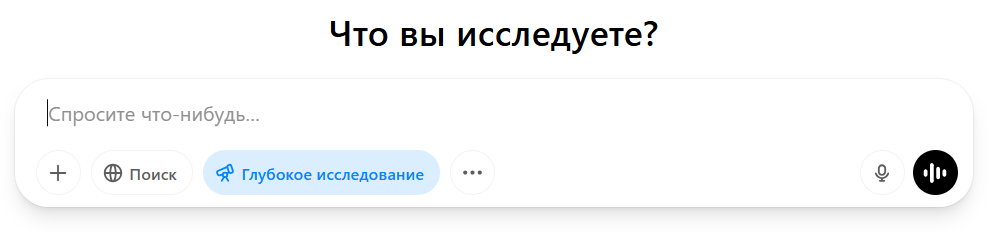 Что вы исследуете?
Спросите что-нибудь...
Поиск
Глубокое исследование